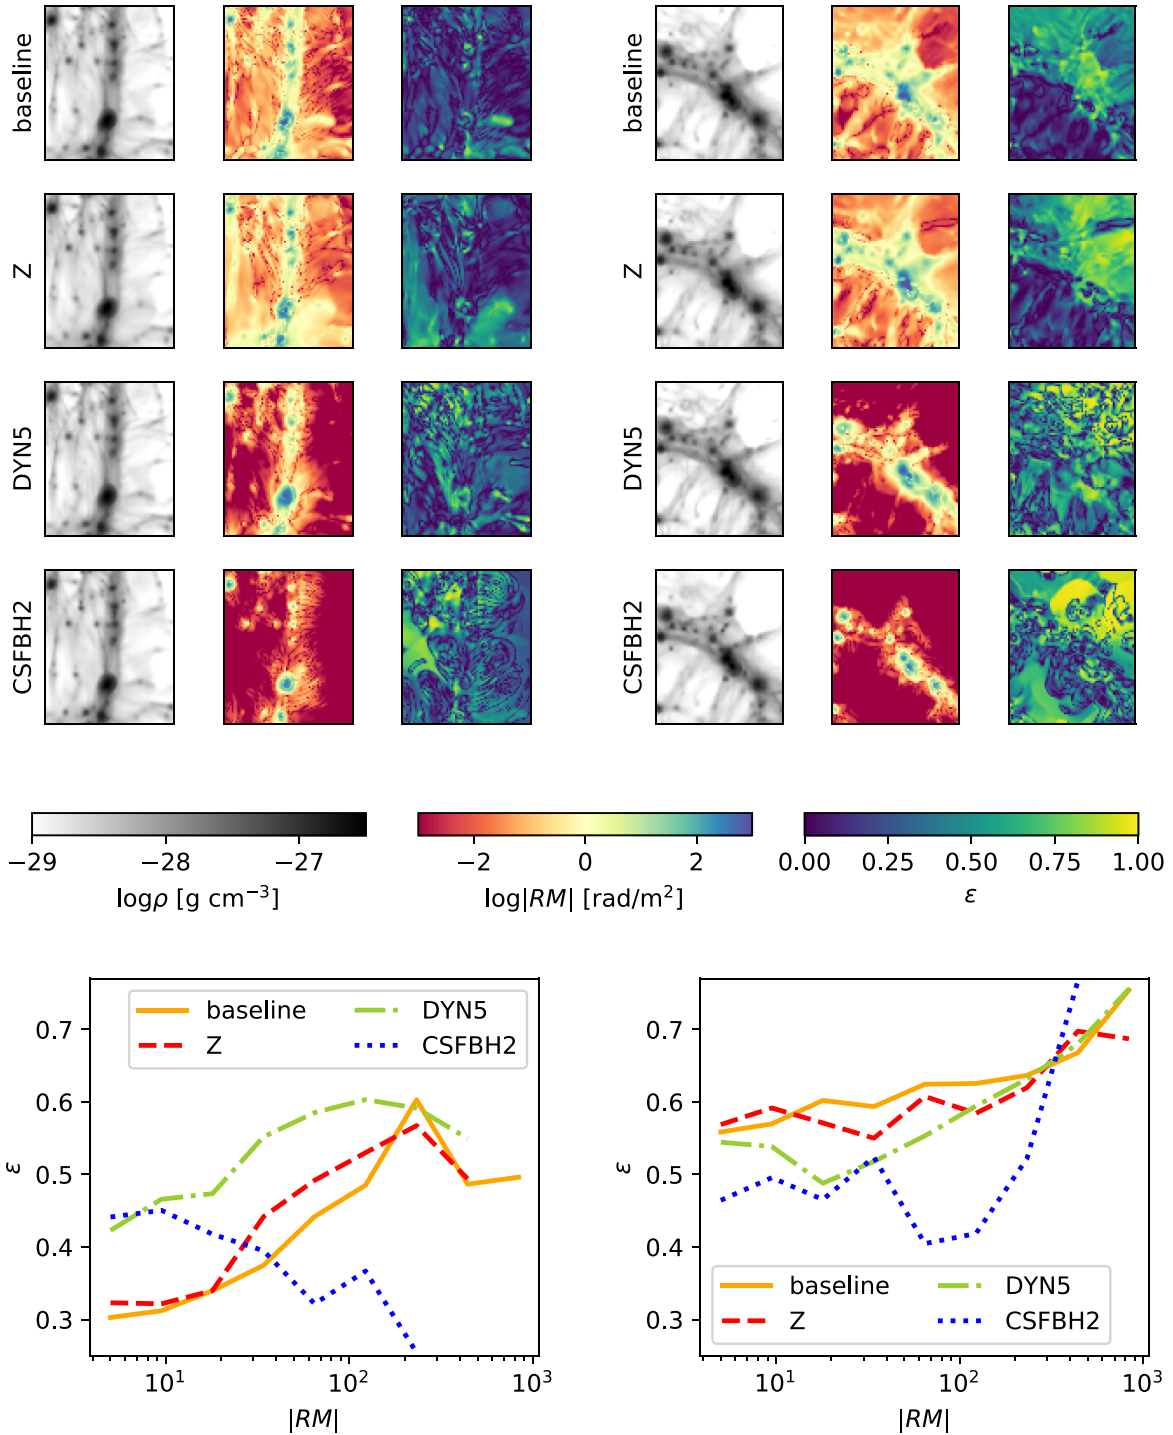 baseline
baseline
Z
Z
DYN5
DYN5
CSFBH2
CSFBH2
−29 −28 −27
logρ [g cm⁻³]
−2 0 2
log|RM| [rad/m²]
0.00 0.25 0.50 0.75 1.00
ε
baseline DYN5
Z CSFBH2
0.7
0.6
0.5
0.4
0.3
ε
10¹ 10² 10³
|RM|
0.7
0.6
0.5
0.4
0.3
ε
baseline DYN5
Z CSFBH2
10¹ 10² 10³
|RM|